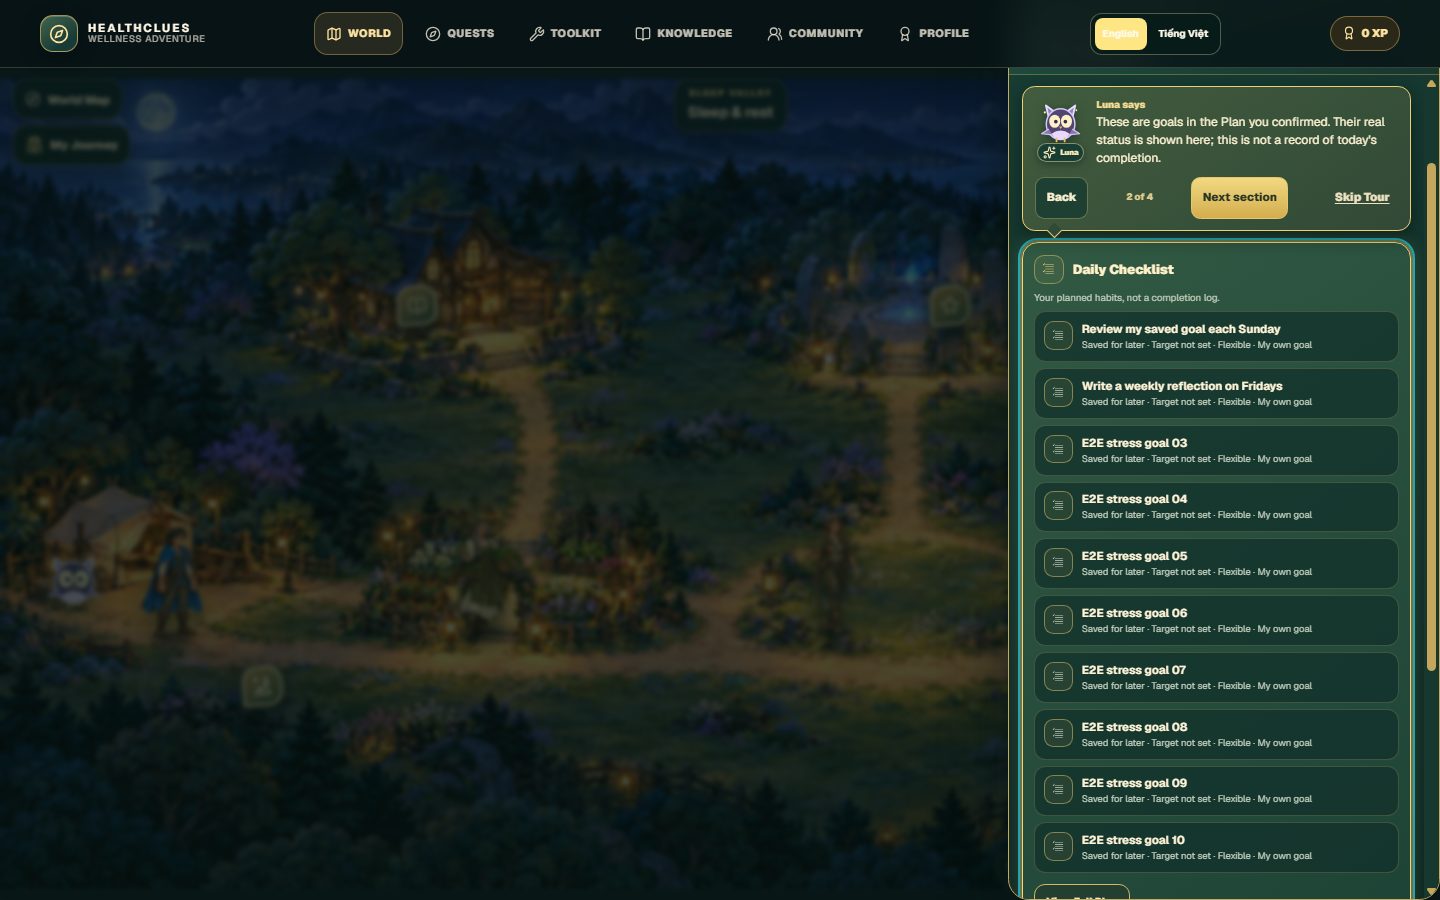 HEALTHCLUES
WELLNESS ADVENTURE
WORLD
QUESTS
TOOLKIT
KNOWLEDGE
COMMUNITY
PROFILE
English
Tiếng Việt
0 XP
World Map
My Journey
SLEEP VALLEY
Sleep & rest
Luna says
These are goals in the Plan you confirmed. Their real
status is shown here; this is not a record of today's
completion.
Luna
Back
2 of 4
Next section
Skip Tour
Daily Checklist
Your planned habits, not a completion log.
Review my saved goal each Sunday
Saved for later · Target not set · Flexible · My own goal
Write a weekly reflection on Fridays
Saved for later · Target not set · Flexible · My own goal
E2E stress goal 03
Saved for later · Target not set · Flexible · My own goal
E2E stress goal 04
Saved for later · Target not set · Flexible · My own goal
E2E stress goal 05
Saved for later · Target not set · Flexible · My own goal
E2E stress goal 06
Saved for later · Target not set · Flexible · My own goal
E2E stress goal 07
Saved for later · Target not set · Flexible · My own goal
E2E stress goal 08
Saved for later · Target not set · Flexible · My own goal
E2E stress goal 09
Saved for later · Target not set · Flexible · My own goal
E2E stress goal 10
Saved for later · Target not set · Flexible · My own goal